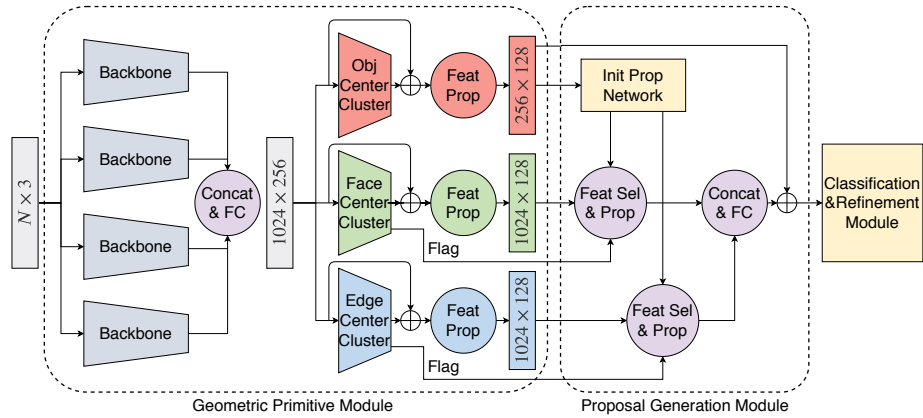 N × 3
Backbone
Backbone
Backbone
Backbone
Concat
& FC
1024 × 256
Obj
Center
Cluster
Feat
Prop
256 × 128
Face
Center
Cluster
Flag
Feat
Prop
1024 × 128
Edge
Center
Cluster
Flag
Feat
Prop
1024 × 128
Geometric Primitive Module
Init Prop
Network
Feat Sel
& Prop
Feat Sel
& Prop
Concat
& FC
Proposal Generation Module
Classification
&Refinement
Module